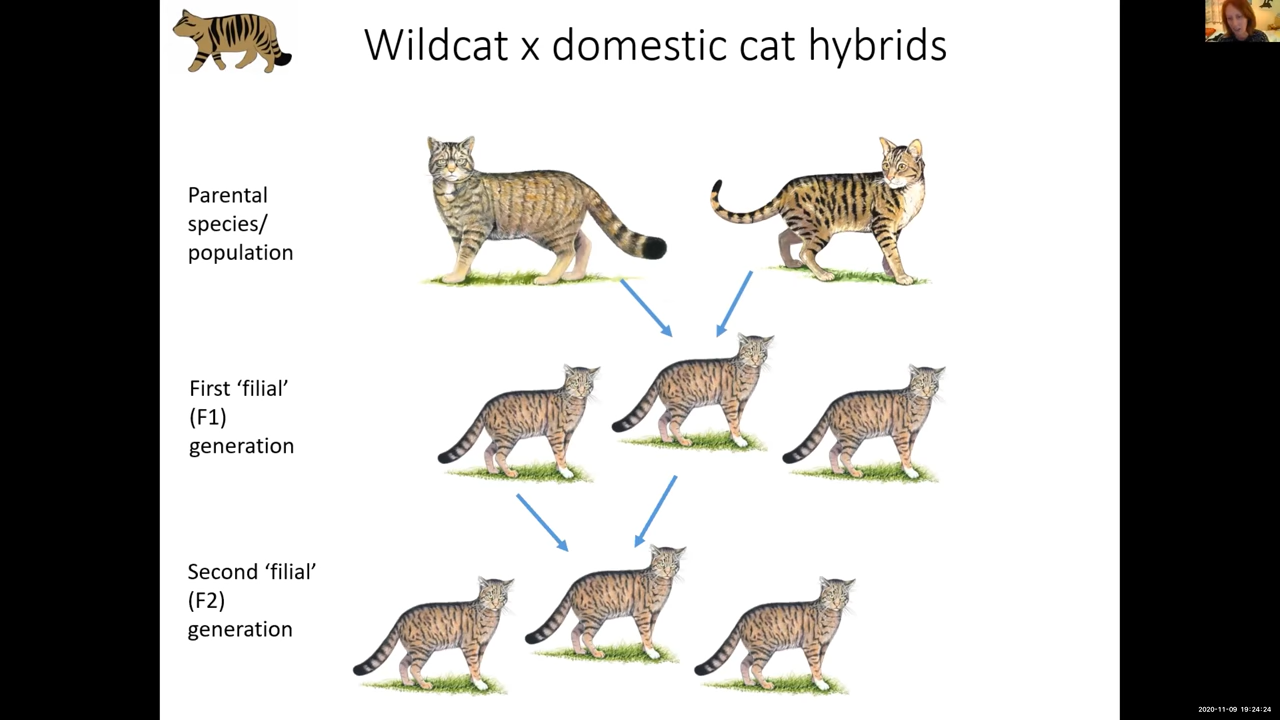 Wildcat x domestic cat hybrids
Parental
species/
population
First ‘filial’
(F1)
generation
Second ‘filial’
(F2)
generation
2020-11-09 19:24:24